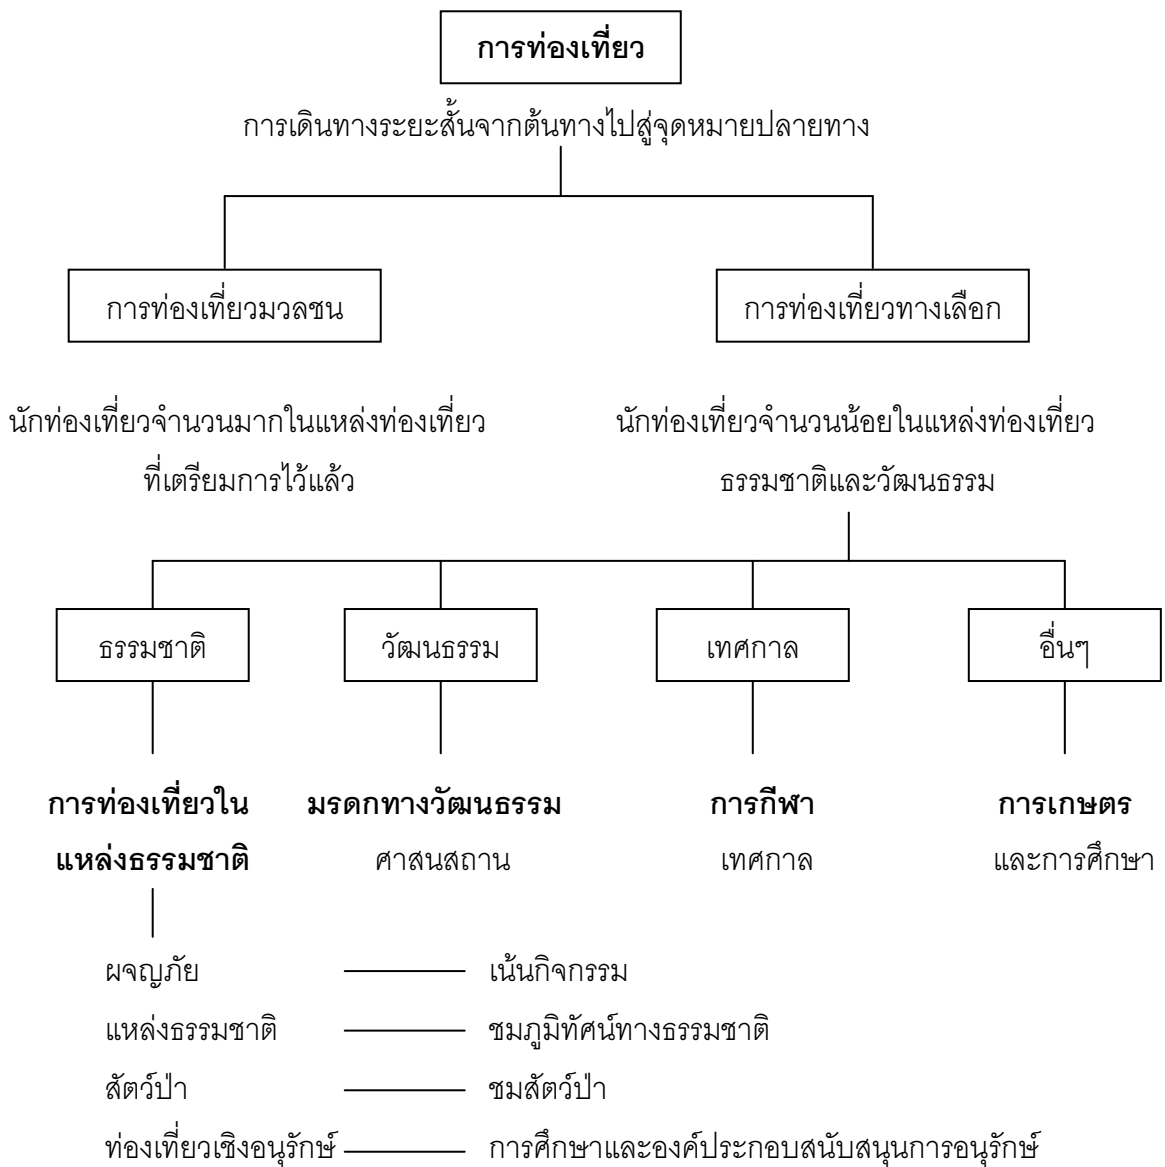 การท่องเที่ยว
การเดินทางระยะสั้นจากต้นทางไปสู่จุดหมายปลายทาง
การท่องเที่ยวมวลชน
การท่องเที่ยวทางเลือก
นักท่องเที่ยวจำนวนมากในแหล่งท่องเที่ยว
ที่เตรียมการไว้แล้ว
นักท่องเที่ยวจำนวนน้อยในแหล่งท่องเที่ยว
ธรรมชาติและวัฒนธรรม
ธรรมชาติ
วัฒนธรรม
เทศกาล
อื่นๆ
การท่องเที่ยวใน
แหล่งธรรมชาติ
มรดกทางวัฒนธรรม
ศาสนสถาน
การกีฬา
เทศกาล
การเกษตร
และการศึกษา
ผจญภัย เน้นกิจกรรม
แหล่งธรรมชาติ ชมภูมิทัศน์ทางธรรมชาติ
สัตว์ป่า ชมสัตว์ป่า
ท่องเที่ยวเชิงอนุรักษ์ การศึกษาและองค์ประกอบสนับสนุนการอนุรักษ์